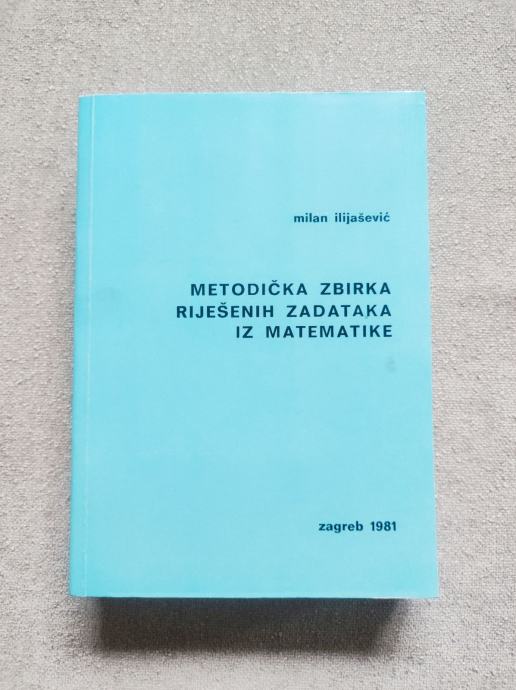 milan ilijašević
METODIČKA ZBIRKA
RIJEŠENIH ZADATAKA
IZ MATEMATIKE
zagreb 1981